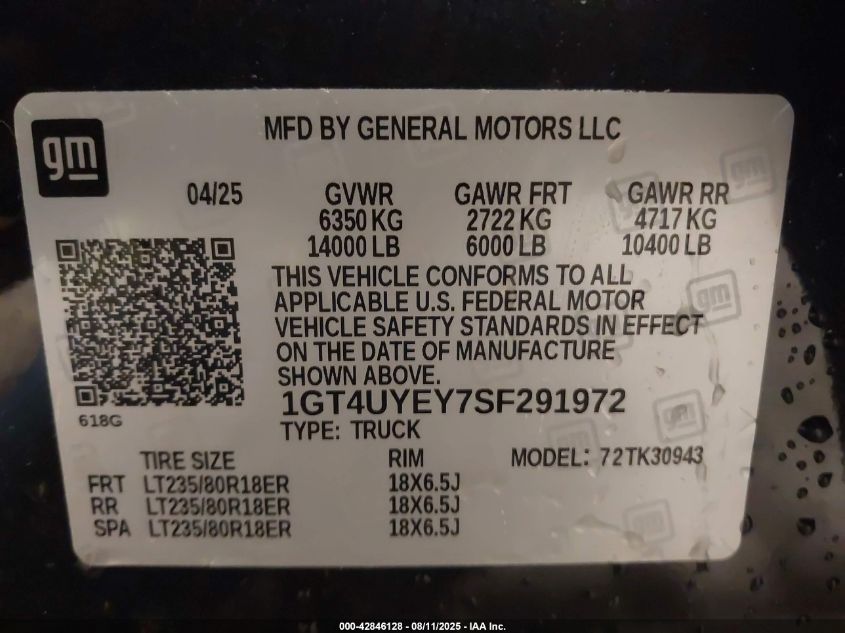 gm
MFD BY GENERAL MOTORS LLC
04/25 GVWR GAWR FRT GAWR RR
6350 KG 2722 KG 4717 KG
14000 LB 6000 LB 10400 LB
THIS VEHICLE CONFORMS TO ALL
APPLICABLE U.S. FEDERAL MOTOR
VEHICLE SAFETY STANDARDS IN EFFECT
ON THE DATE OF MANUFACTURE
SHOWN ABOVE.
1GT4UYEY7SF291972
618G
TYPE: TRUCK
TIRE SIZE RIM MODEL: 72TK30943
FRT LT235/80R18ER 18X6.5J
RR LT235/80R18ER 18X6.5J
SPA LT235/80R18ER 18X6.5J
000-42846128 - 08/11/2025 - IAA Inc.